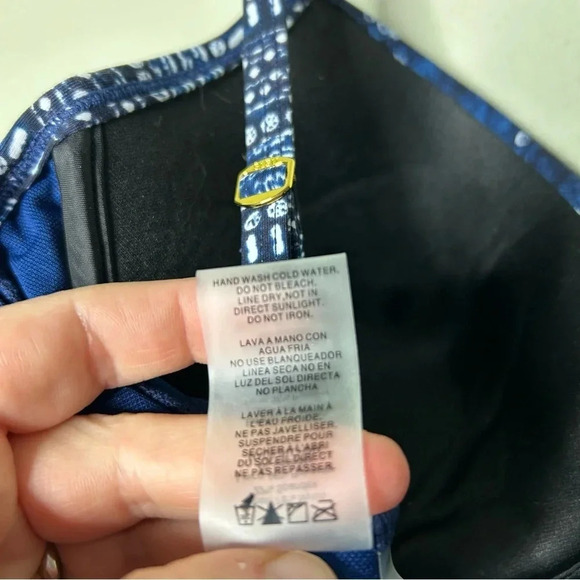 HAND WASH COLD WATER.
DO NOT BLEACH.
LINE DRY,NOT IN
DIRECT SUNLIGHT.
DO NOT IRON.
LAVA A MANO CON
AGUA FRIA
NO USE BLANQUEADOR
LINEA SECA NO EN
LUZ DEL SOL DIRECTA
NO PLANCHA
LAVER À LA MAIN À
L'EAU FROIDE.
NE PAS JAVELLISER
SUSPENDRE POUR
SÉCHER À L'ABRI
DU SOLEIL DIRECT
NE PAS REPASSER.